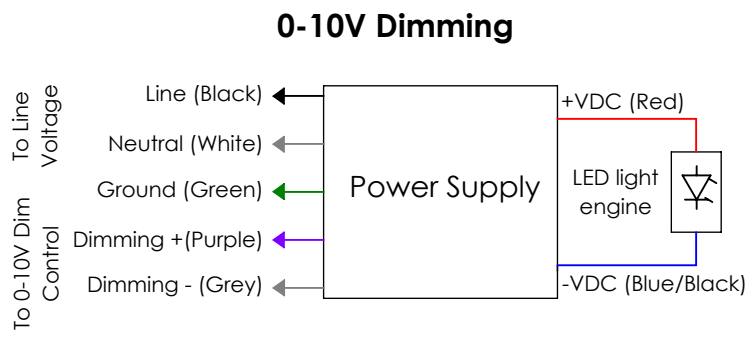 0-10V Dimming
To Line
Voltage
Line (Black)
Neutral (White)
Ground (Green)
To 0-10V Dim
Control
Dimming +(Purple)
Dimming - (Grey)
Power Supply
+VDC (Red)
LED light
engine
-VDC (Blue/Black)